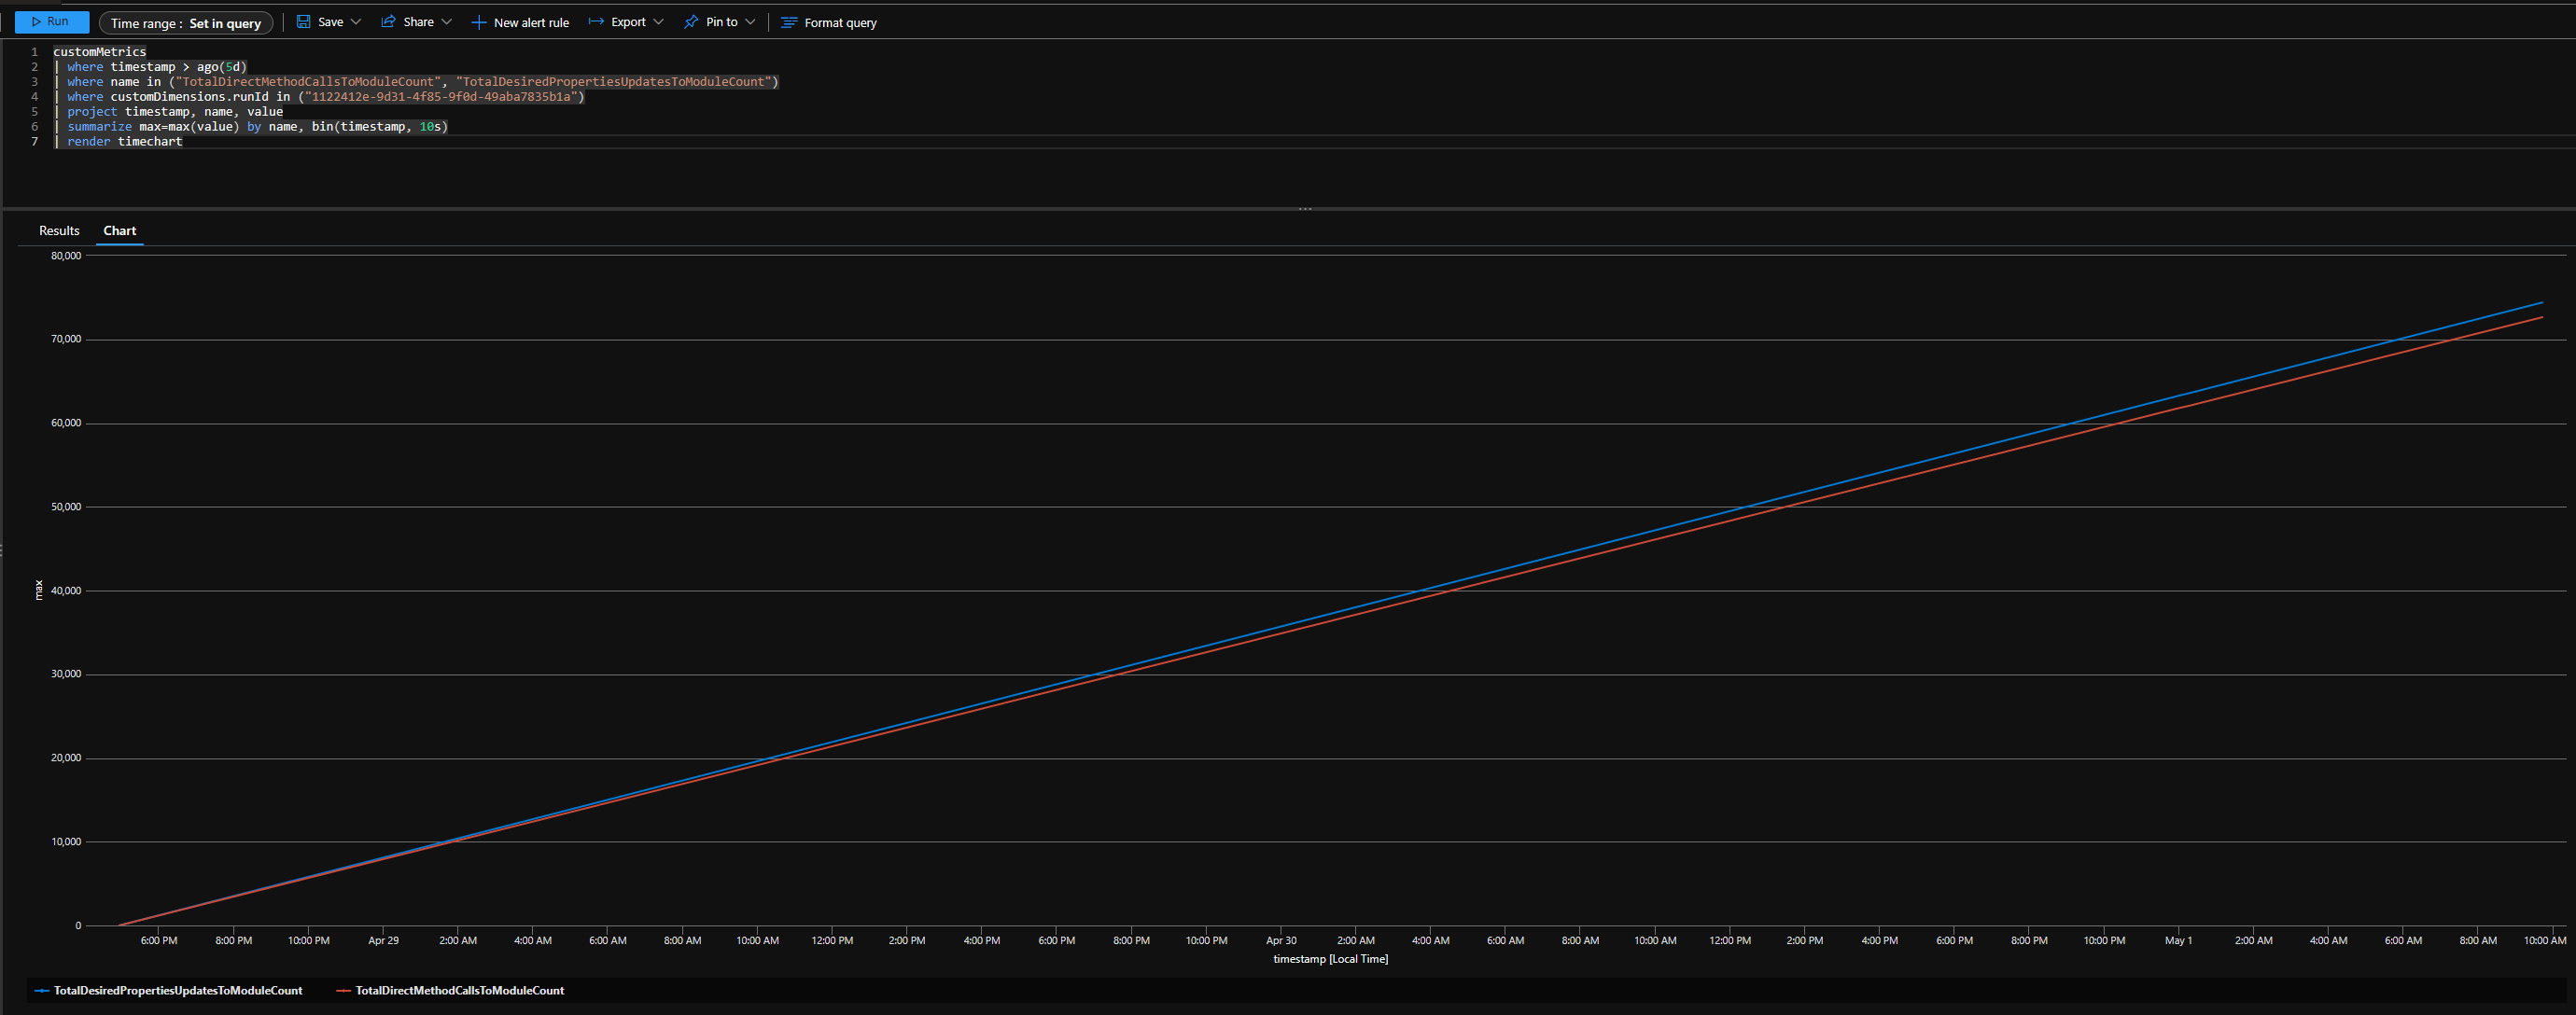 Run Time range : Set in query Save Share New alert rule Export Pin to Format query
1 customMetrics
2 | where timestamp > ago(5d)
3 | where name in ("TotalDirectMethodCallsToModuleCount", "TotalDesiredPropertiesUpdatesToModuleCount")
4 | where customDimensions.runId in ("1122412e-9d31-4f85-9f0d-49aba7835b1a")
5 | project timestamp, name, value
6 | summarize max=max(value) by name, bin(timestamp, 10s)
7 | render timechart
Results Chart
80,000
70,000
60,000
50,000
40,000
30,000
20,000
10,000
0
max
6:00 PM 8:00 PM 10:00 PM Apr 29 2:00 AM 4:00 AM 6:00 AM 8:00 AM 10:00 AM 12:00 PM 2:00 PM 4:00 PM 6:00 PM 8:00 PM 10:00 PM Apr 30 2:00 AM 4:00 AM 6:00 AM 8:00 AM 10:00 AM 12:00 PM 2:00 PM 4:00 PM 6:00 PM 8:00 PM 10:00 PM May 1 2:00 AM 4:00 AM 6:00 AM 8:00 AM 10:00 AM
timestamp [Local Time]
TotalDesiredPropertiesUpdatesToModuleCount TotalDirectMethodCallsToModuleCount